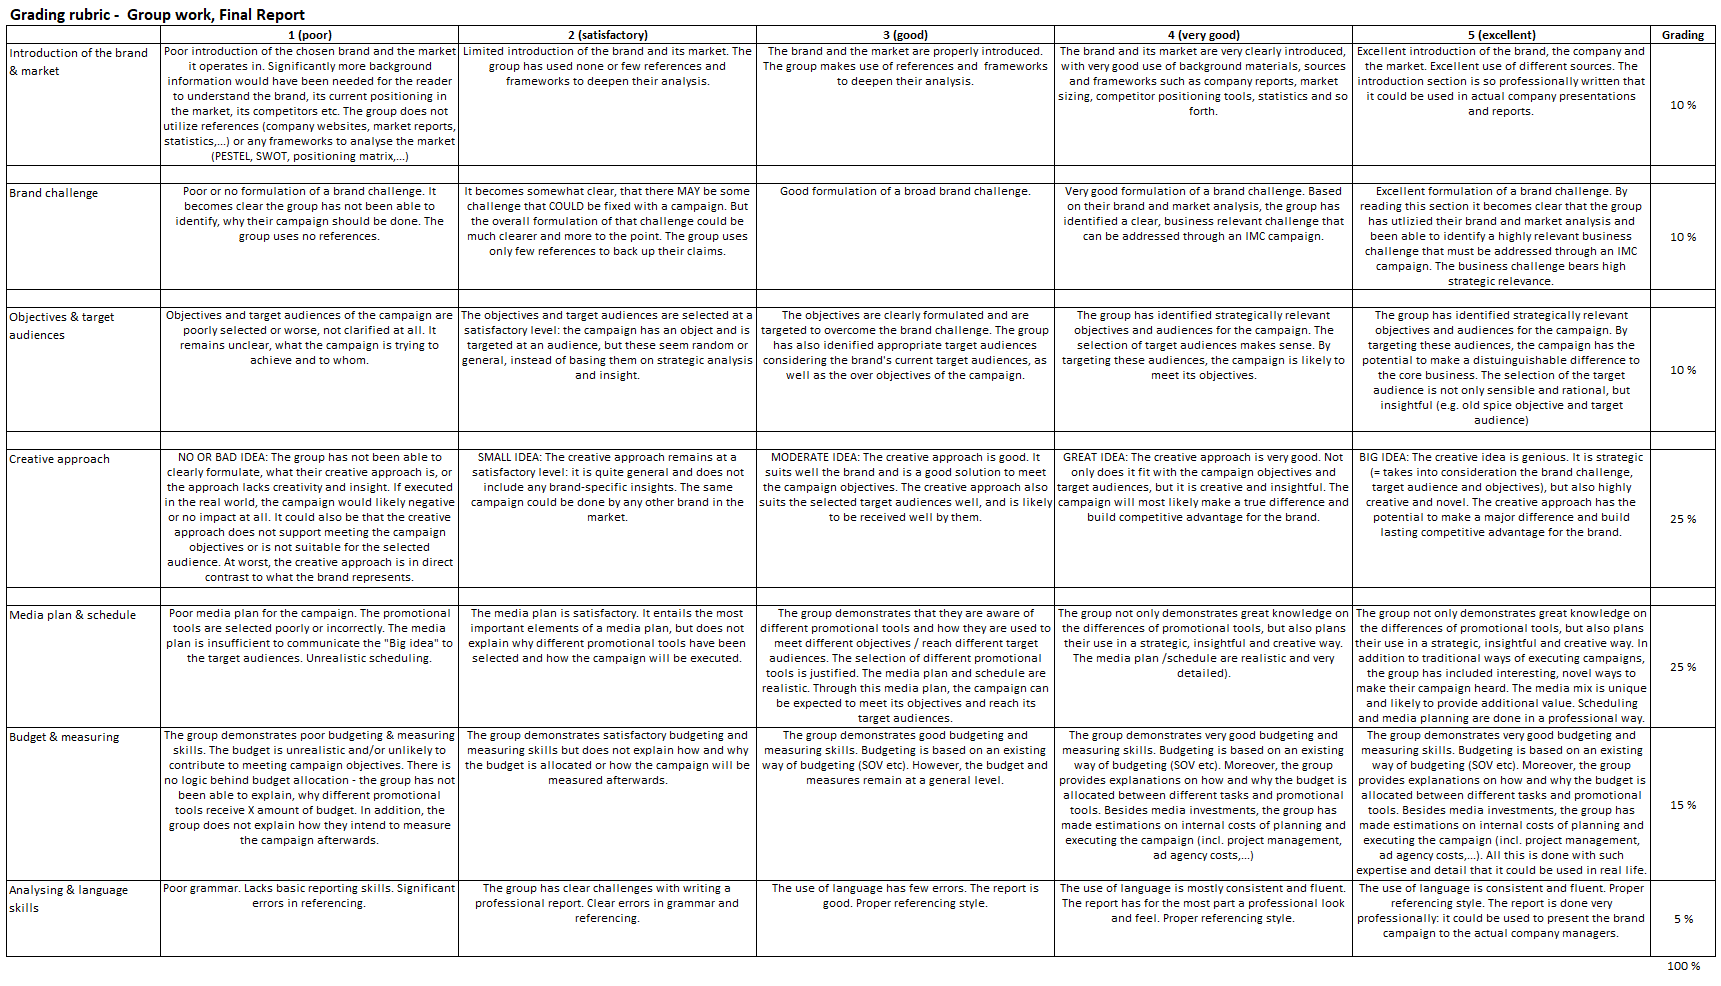 Grading rubric -  Group work, Final Report
1 (poor)
2 (satisfactory)
3 (good)
4 (very good)
5 (excellent)
Grading
Introduction of the brand
& market
Poor introduction of the chosen brand and the market
it operates in. Significantly more background
information would have been needed for the reader
to understand the brand, its current positioning in
the market, its competitors etc. The group does not
utilize references (company websites, market reports,
statistics,...) or any frameworks to analyse the market
(PESTEL, SWOT, positioning matrix,...)
Limited introduction of the brand and its market. The
group has used none or few references and
frameworks to deepen their analysis.
The brand and the market are properly introduced.
The group makes use of references and  frameworks
to deepen their analysis.
The brand and its market are very clearly introduced,
with very good use of background materials, sources
and frameworks such as company reports, market
sizing, competitor positioning tools, statistics and so
forth.
Excellent introduction of the brand, the company and
the market. Excellent use of different sources. The
introduction section is so professionally written that
it could be used in actual company presentations
and reports.
10 %
Brand challenge
Poor or no formulation of a brand challenge. It
becomes clear the group has not been able to
identify, why their campaign should be done. The
group uses no references.
It becomes somewhat clear, that there MAY be some
challenge that COULD be fixed with a campaign. But
the overall formulation of that challenge could be
much clearer and more to the point. The group uses
only few references to back up their claims.
Good formulation of a broad brand challenge.
Very good formulation of a brand challenge. Based
on their brand and market analysis, the group has
identified a clear, business relevant challenge that
can be addressed through an IMC campaign.
Excellent formulation of a brand challenge. By
reading this section it becomes clear that the group
has utlizied their brand and market analysis and
been able to identify a highly relevant business
challenge that must be addressed through an IMC
campaign. The business challenge bears high
strategic relevance.
10 %
Objectives & target
audiences
Objectives and target audiences of the campaign are
poorly selected or worse, not clarified at all. It
remains unclear, what the campaign is trying to
achieve and to whom.
The objectives and target audiences are selected at a
satisfactory level: the campaign has an object and is
targeted at an audience, but these seem random or
general, instead of basing them on strategic analysis
and insight.
The objectives are clearly formulated and are
targeted to overcome the brand challenge. The group
has also idenified appropriate target audiences
considering the brand's current target audiences, as
well as the over objectives of the campaign.
The group has identified strategically relevant
objectives and audiences for the campaign. The
selection of target audiences makes sense. By
targeting these audiences, the campaign is likely to
meet its objectives.
The group has identified strategically relevant
objectives and audiences for the campaign. By
targeting these audiences, the campaign has the
potential to make a distuinguishable difference to
the core business. The selection of the target
audience is not only sensible and rational, but
insightful (e.g. old spice objective and target
audience)
10 %
Creative approach
NO OR BAD IDEA: The group has not been able to
clearly formulate, what their creative approach is, or
the approach lacks creativity and insight. If executed
in the real world, the campaign would likely negative
or no impact at all. It could also be that the creative
approach does not support meeting the campaign
objectives or is not suitable for the selected
audience. At worst, the creative approach is in direct
contrast to what the brand represents.
SMALL IDEA: The creative approach remains at a
satisfactory level: it is quite general and does not
include any brand-specific insights. The same
campaign could be done by any other brand in the
market.
MODERATE IDEA: The creative approach is good. It
suits well the brand and is a good solution to meet
the campaign objectives. The creative approach also
suits the selected target audiences well, and is likely
to be received well by them.
GREAT IDEA: The creative approach is very good. Not
only does it fit with the campaign objectives and
target audiences, but it is creative and insightful. The
campaign will most likely make a true difference and
build competitive advantage for the brand.
BIG IDEA: The creative idea is genious. It is strategic
(= takes into consideration the brand challenge,
target audience and objectives), but also highly
creative and novel. The creative approach has the
potential to make a major difference and build
lasting competitive advantage for the brand.
25 %
Media plan & schedule
Poor media plan for the campaign. The promotional
tools are selected poorly or incorrectly. The media
plan is insufficient to communicate the "Big idea" to
the target audiences. Unrealistic scheduling.
The media plan is satisfactory. It entails the most
important elements of a media plan, but does not
explain why different promotional tools have been
selected and how the campaign will be executed.
The group demonstrates that they are aware of
different promotional tools and how they are used to
meet different objectives / reach different target
audiences. The selection of different promotional
tools is justified. The media plan and schedule are
realistic. Through this media plan, the campaign can
be expected to meet its objectives and reach its
target audiences.
The group not only demonstrates great knowledge on
the differences of promotional tools, but also plans
their use in a strategic, insightful and creative way.
The media plan /schedule are realistic and very
detailed).
The group not only demonstrates great knowledge on
the differences of promotional tools, but also plans
their use in a strategic, insightful and creative way. In
addition to traditional ways of executing campaigns,
the group has included interesting, novel ways to
make their campaign heard. The media mix is unique
and likely to provide additional value. Scheduling
and media planning are done in a professional way.
25 %
Budget & measuring
The group demonstrates poor budgeting & measuring
skills. The budget is unrealistic and/or unlikely to
contribute to meeting campaign objectives. There is
no logic behind budget allocation - the group has not
been able to explain, why different promotional
tools receive X amount of budget. In addition, the
group does not explain how they intend to measure
the campaign afterwards.
The group demonstrates satisfactory budgeting and
measuring skills but does not explain how and why
the budget is allocated or how the campaign will be
measured afterwards.
The group demonstrates good budgeting and
measuring skills. Budgeting is based on an existing
way of budgeting (SOV etc). However, the budget and
measures remain at a general level.
The group demonstrates very good budgeting and
measuring skills. Budgeting is based on an existing
way of budgeting (SOV etc). Moreover, the group
provides explanations on how and why the budget is
allocated between different tasks and promotional
tools. Besides media investments, the group has
made estimations on internal costs of planning and
executing the campaign (incl. project management,
ad agency costs,...)
The group demonstrates very good budgeting and
measuring skills. Budgeting is based on an existing
way of budgeting (SOV etc). Moreover, the group
provides explanations on how and why the budget is
allocated between different tasks and promotional
tools. Besides media investments, the group has
made estimations on internal costs of planning and
executing the campaign (incl. project management,
ad agency costs,...). All this is done with such
expertise and detail that it could be used in real life.
15 %
Analysing & language
skills
Poor grammar. Lacks basic reporting skills. Significant
errors in referencing.
The group has clear challenges with writing a
professional report. Clear errors in grammar and
referencing.
The use of language has few errors. The report is
good. Proper referencing style.
The use of language is mostly consistent and fluent.
The report has for the most part a professional look
and feel. Proper referencing style.
The use of language is consistent and fluent. Proper
referencing style. The report is done very
professionally: it could be used to present the brand
campaign to the actual company managers.
5 %
100 %